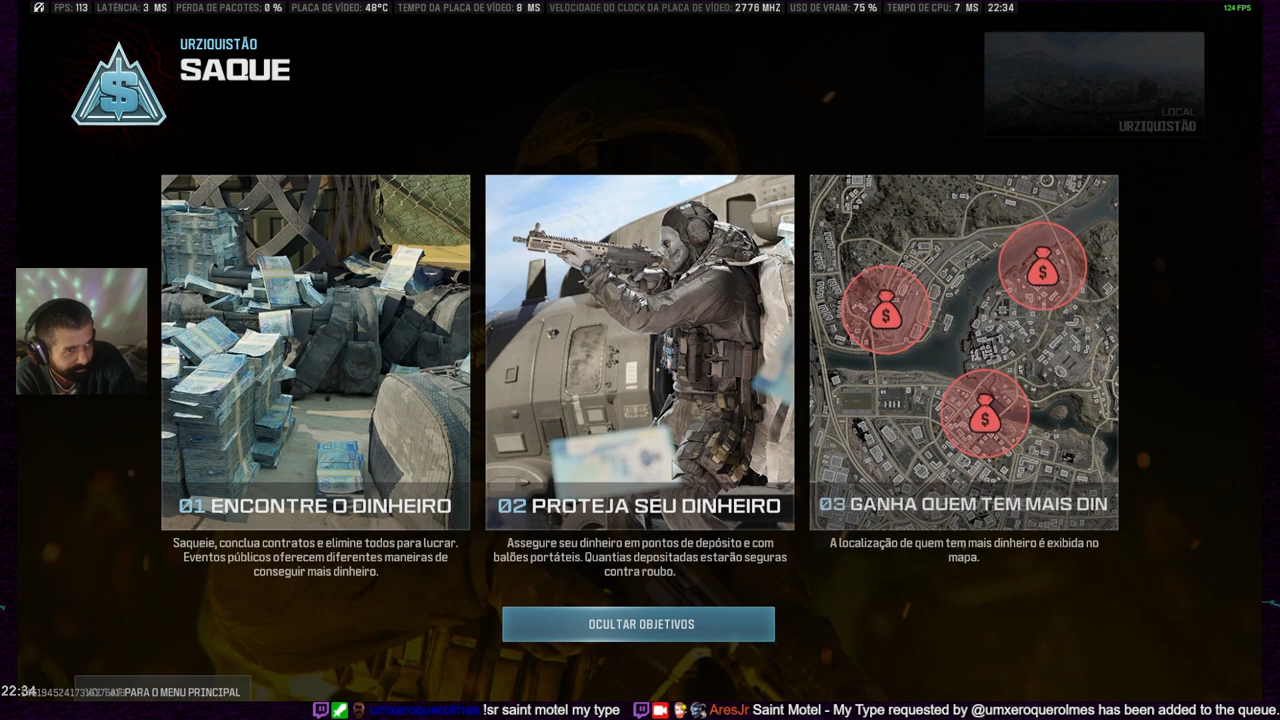 FPS: 113 LATÊNCIA: 3 MS PERDA DE PACOTES: 0 % PLACA DE VÍDEO: 48°C TEMPO DA PLACA DE VÍDEO: 8 MS VELOCIDADE DO CLOCK DA PLACA DE VÍDEO: 2776 MHZ USO DE VRAM: 75 % TEMPO DE CPU: 7 MS 22:34
124 FPS
URZIQUISTÃO
SAQUE
LOCAL
URZIQUISTÃO
01 ENCONTRE O DINHEIRO
Saqueie, conclua contratos e elimine todos para lucrar.
Eventos públicos oferecem diferentes maneiras de
conseguir mais dinheiro.
02 PROTEJA SEU DINHEIRO
Assegure seu dinheiro em pontos de depósito e com
balões portáteis. Quantias depositadas estarão seguras
contra roubo.
03 GANHA QUEM TEM MAIS DIN
A localização de quem tem mais dinheiro é exibida no
mapa.
OCULTAR OBJETIVOS
22:34
PARA O MENU PRINCIPAL
umxeroquerolmes !sr saint motel my type AresJr Saint Motel - My Type requested by @umxeroquerolmes has been added to the queue.